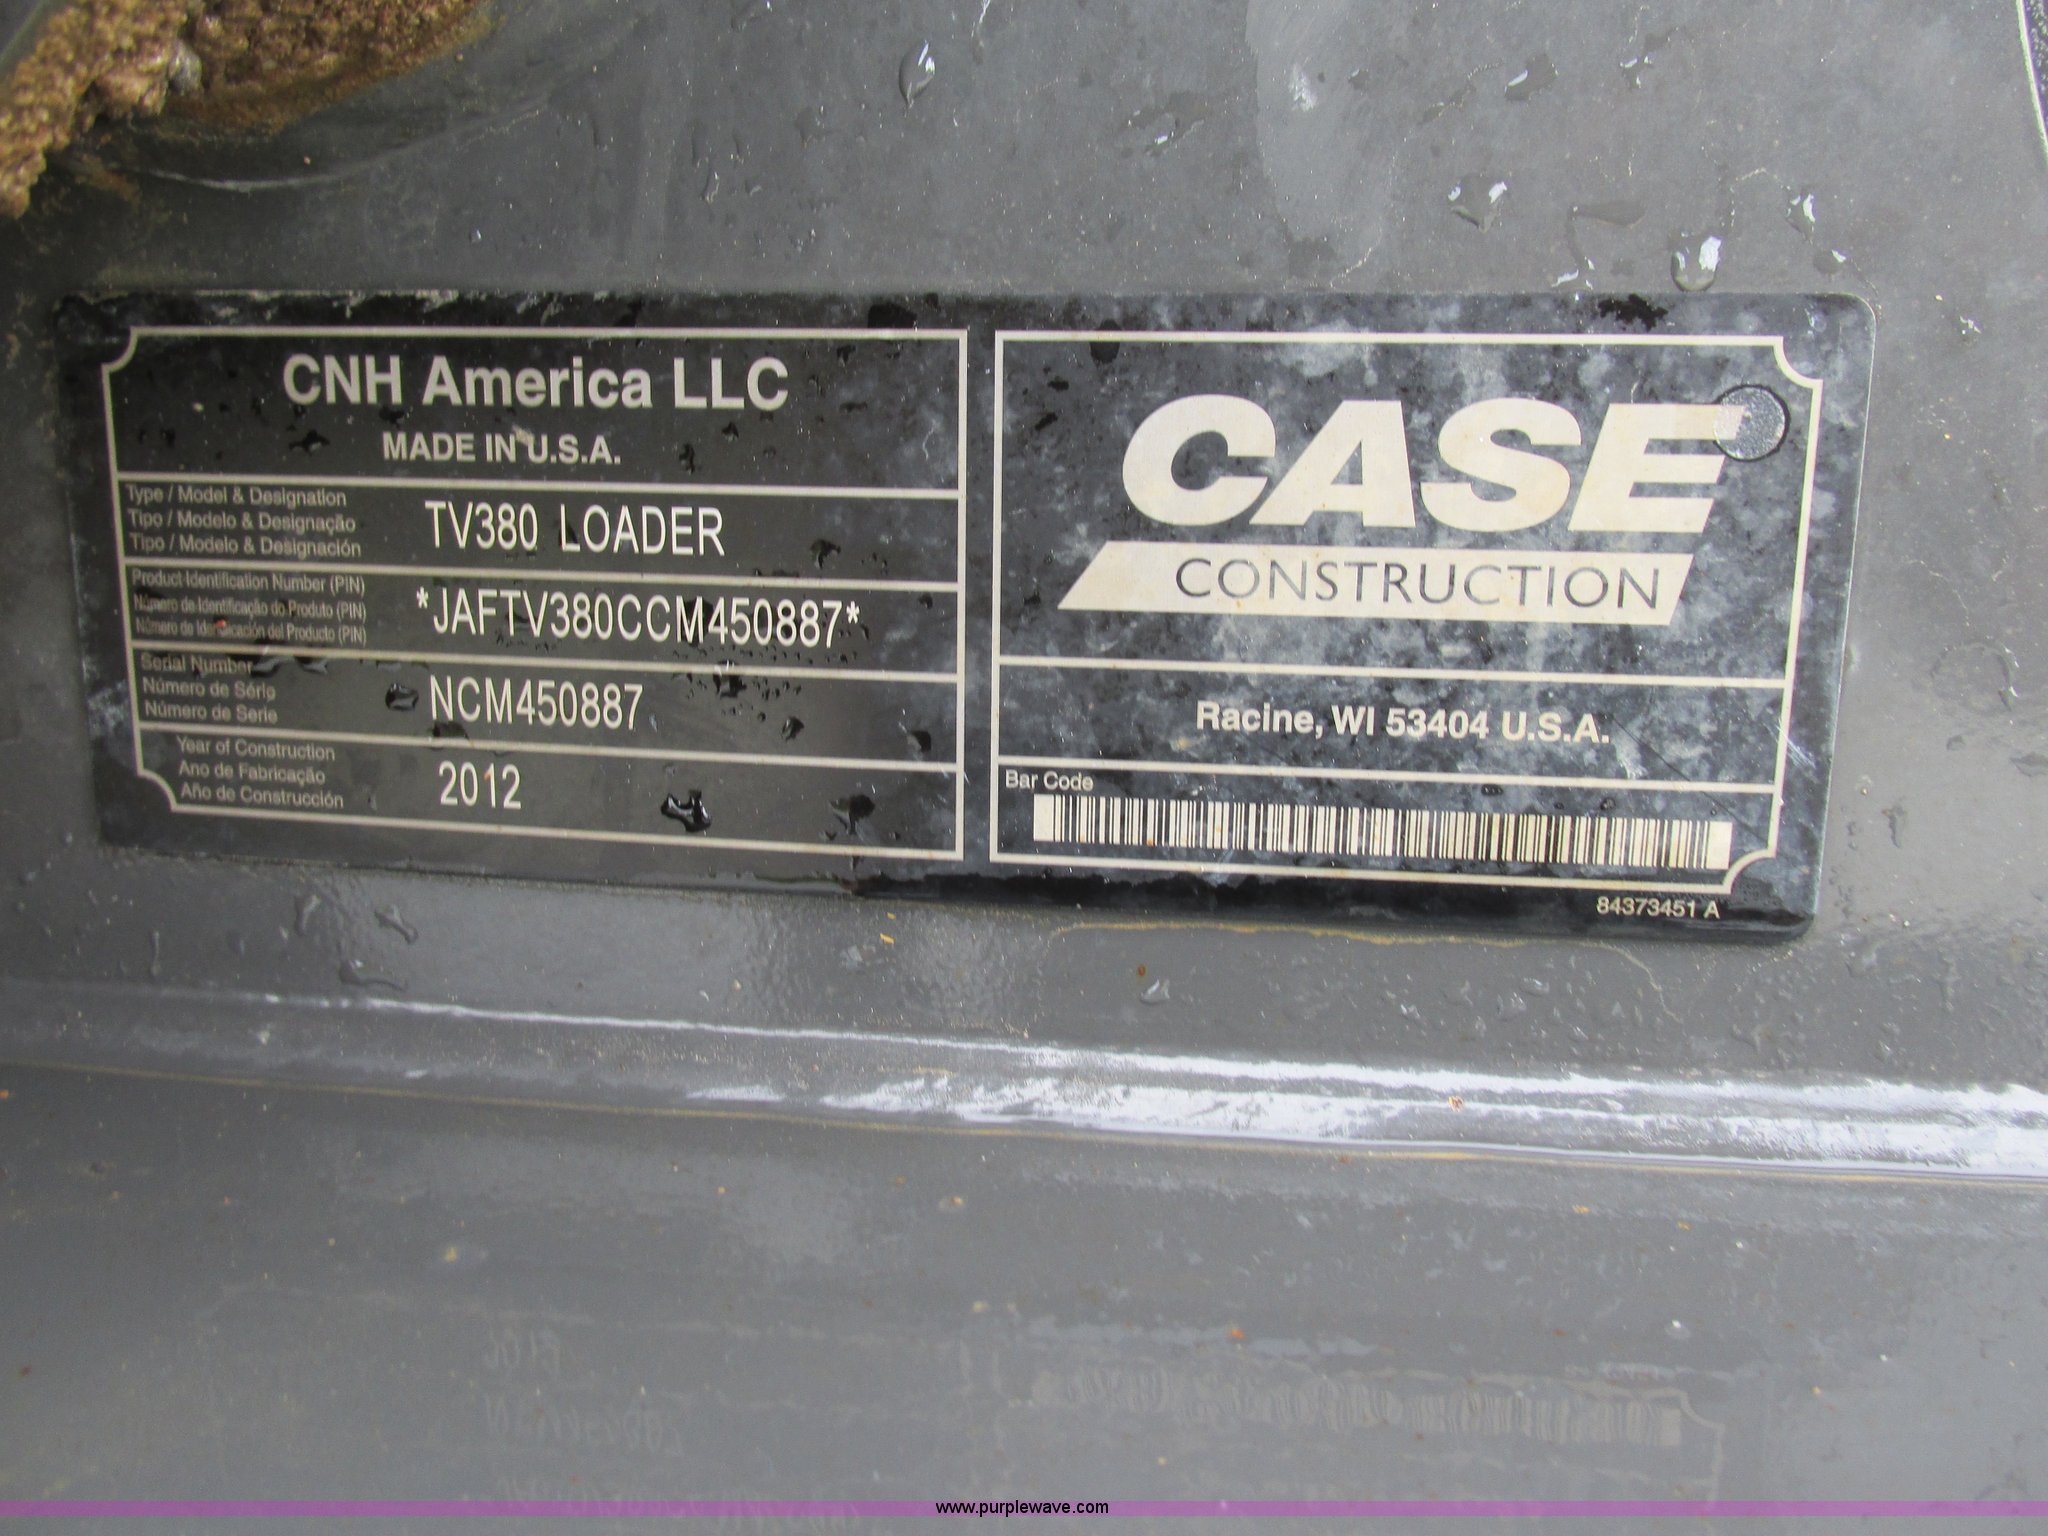 CNH America LLC
MADE IN U.S.A.
Type / Model & Designation
Tipo / Modelo & Designação
Tipo / Modelo & Designación
TV380 LOADER
Product Identification Number (PIN)
Número de Identificação do Produto (PIN)
Número de Identificación del Producto (PIN)
*JAFTV380CCM450887*
Serial Number
Número de Série
Número de Serie
NCM450887
Year of Construction
Ano de Fabricação
Año de Construcción
2012
CASE
CONSTRUCTION
Racine, WI 53404 U.S.A.
Bar Code
84373451 A
www.purplewave.com